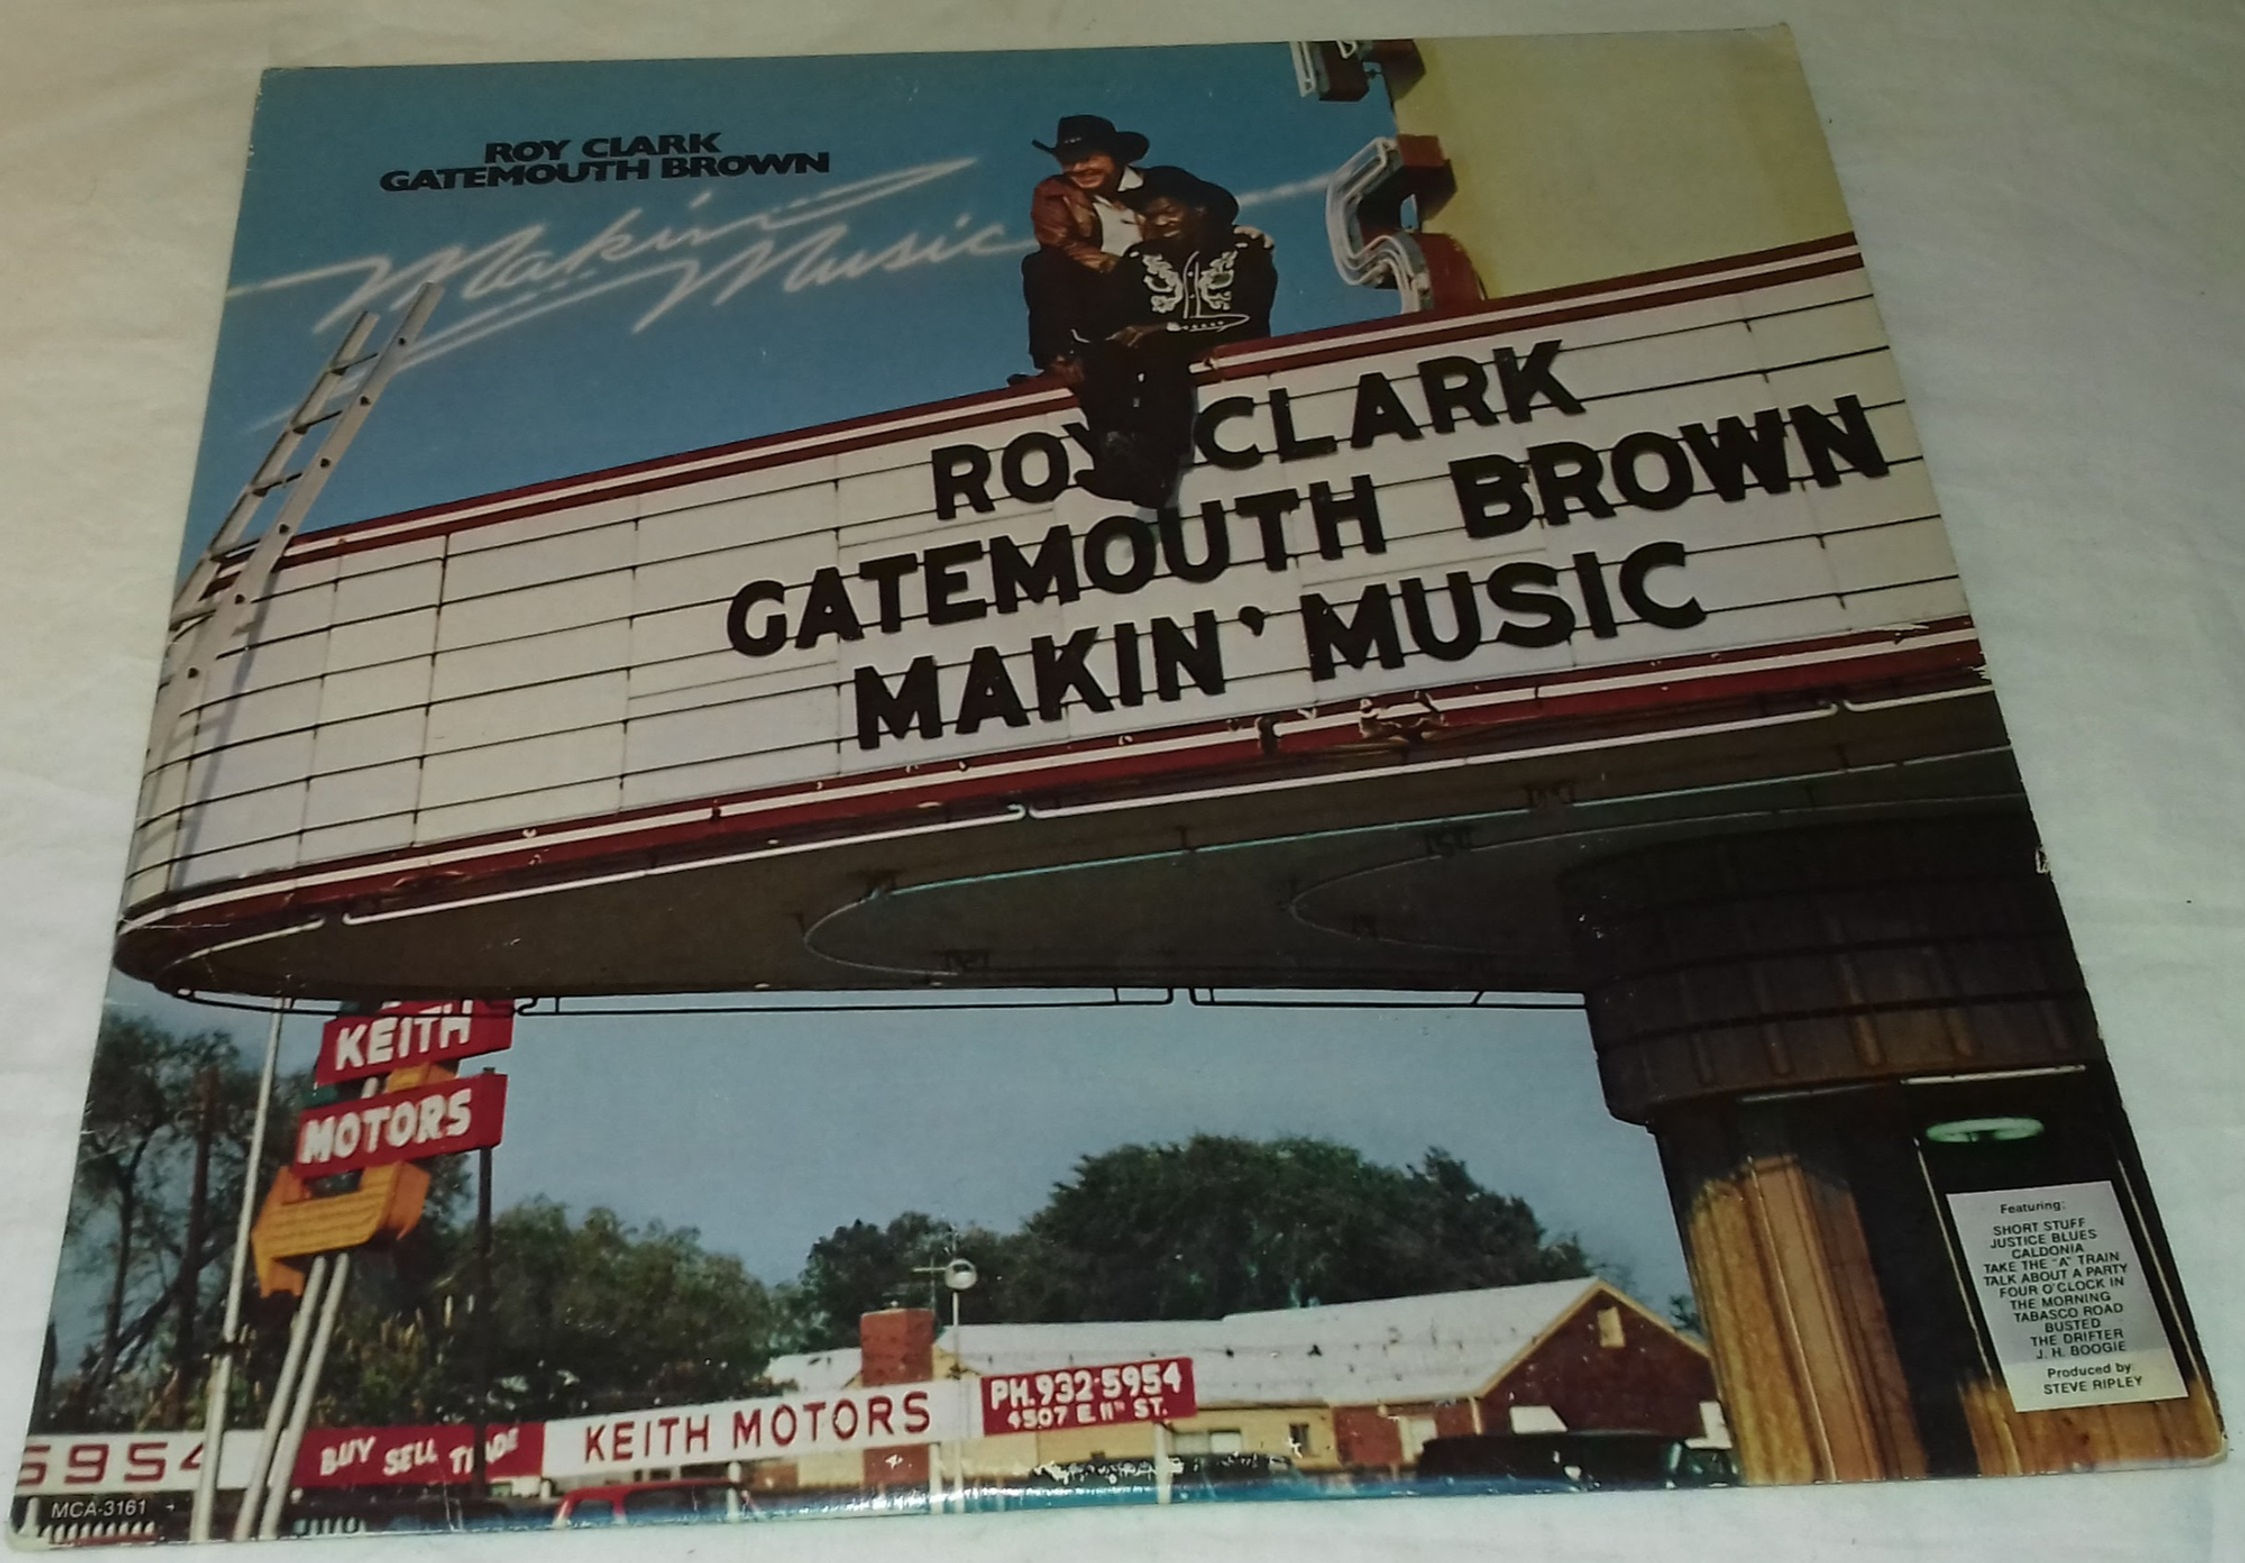 ROY CLARK
GATEMOUTH BROWN
Makin'
Music
ROY CLARK
GATEMOUTH BROWN
MAKIN' MUSIC
KEITH
MOTORS
5954
BUY SELL TRADE
KEITH MOTORS
PH.932-5954
4507 E. 11TH ST.
MCA-3161
Featuring:
SHORT STUFF
JUSTICE BLUES
CALDONIA
TAKE THE "A" TRAIN
TALK ABOUT A PARTY
FOUR O'CLOCK IN
THE MORNING
TABASCO ROAD
BUSTED
THE DRIFTER
J. H. BOOGIE
Produced by:
STEVE RIPLEY